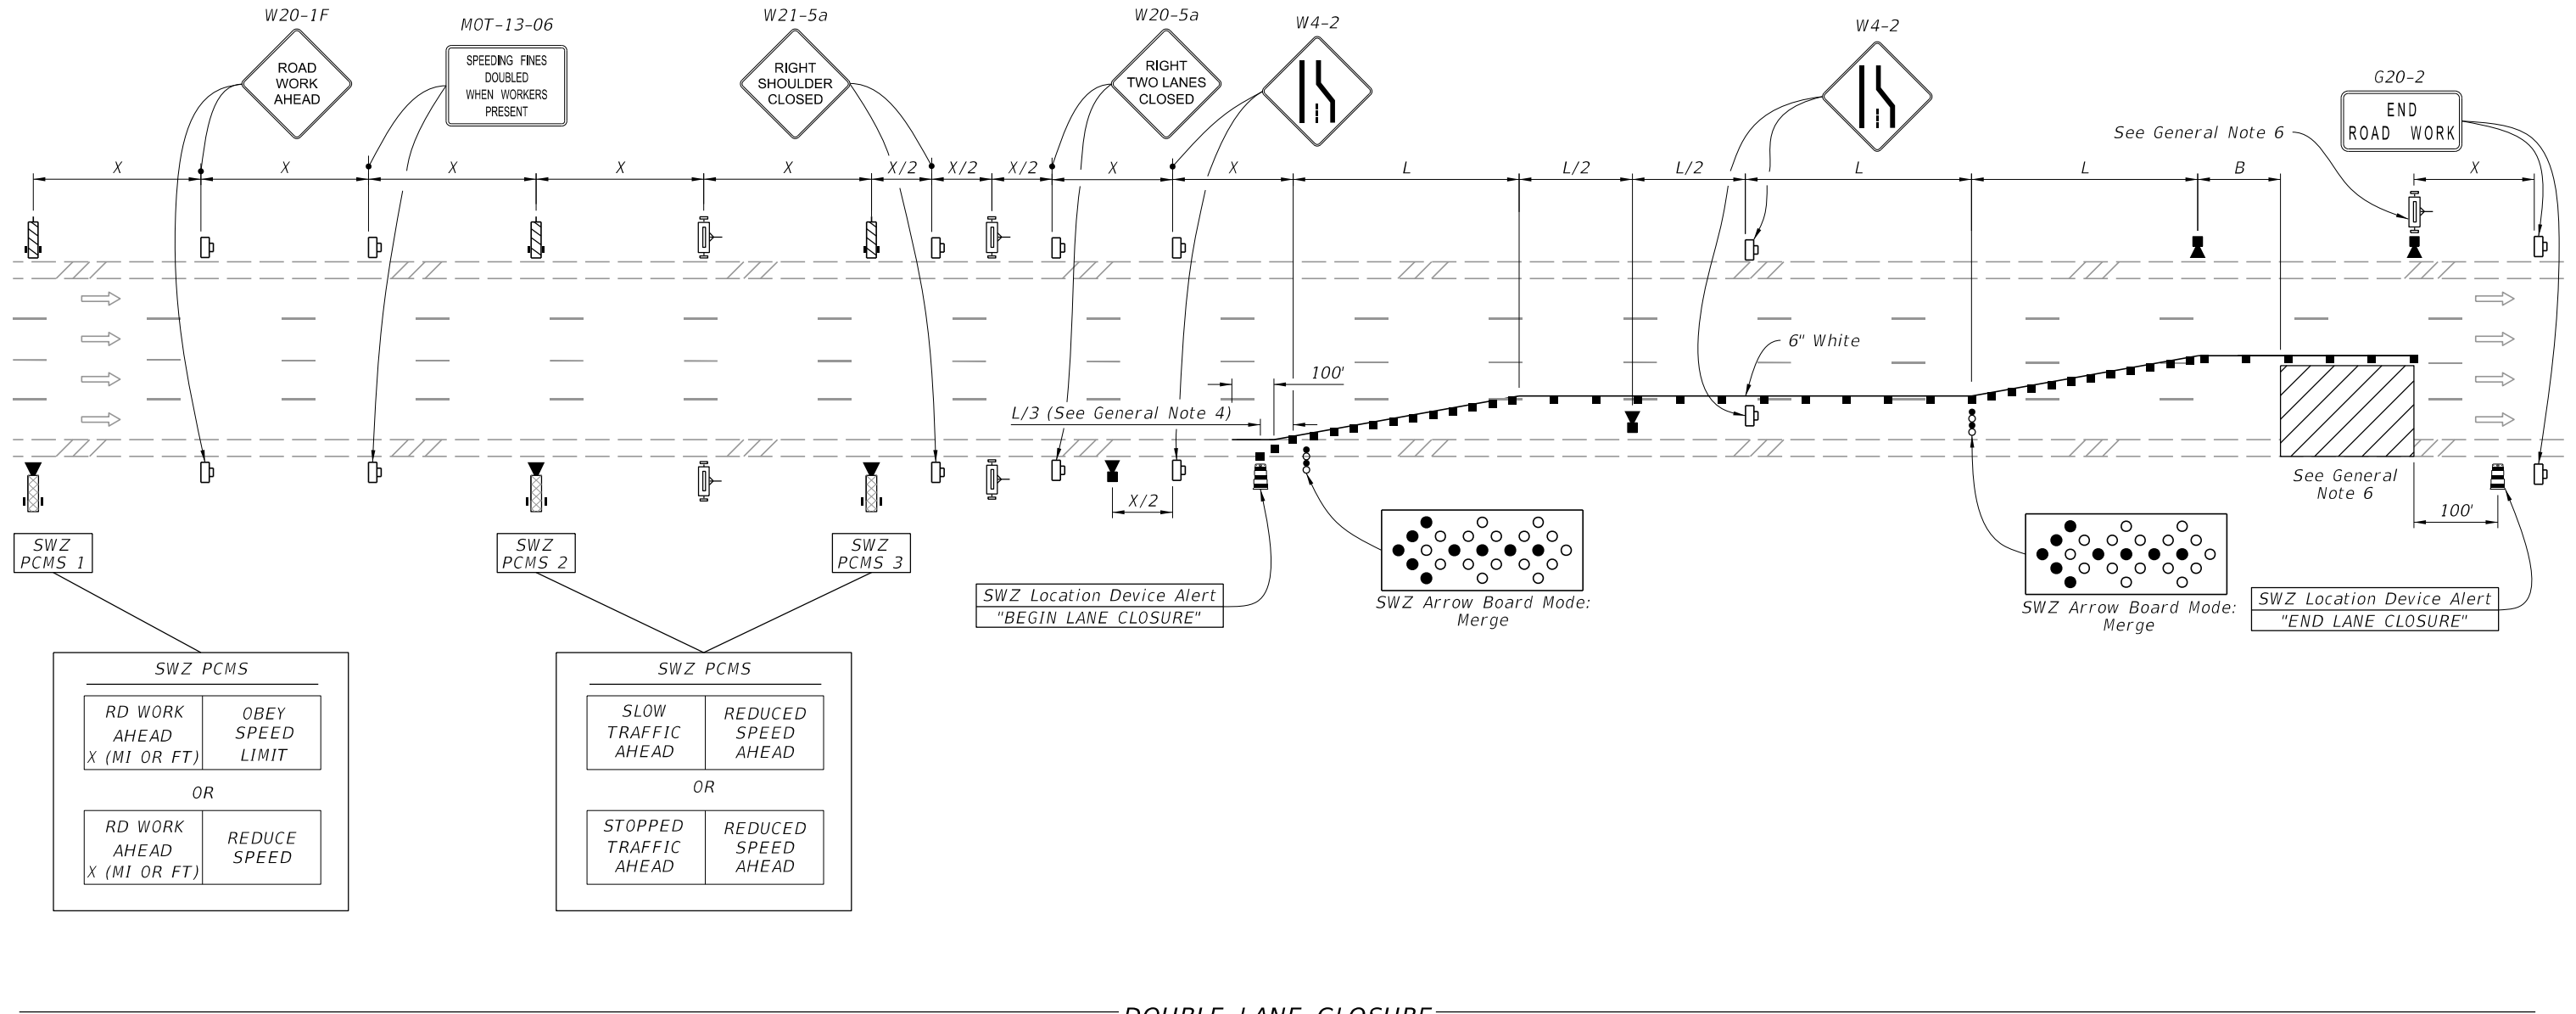 W20-1F
MOT-13-06
W21-5a
W20-5a
W4-2
W4-2
G20-2
ROAD
WORK
AHEAD
SPEEDING FINES
DOUBLED
WHEN WORKERS
PRESENT
RIGHT
SHOULDER
CLOSED
RIGHT
TWO LANES
CLOSED
END
ROAD WORK
See General Note 6
X
X
X
X
X
X/2
X/2
X/2
X
X
L
L/2
L/2
L
L
B
X
6" White
100'
L/3 (See General Note 4)
X/2
See General
Note 6
100'
SWZ
PCMS 1
SWZ
PCMS 2
SWZ
PCMS 3
SWZ Location Device Alert
"BEGIN LANE CLOSURE"
SWZ Arrow Board Mode:
Merge
SWZ Arrow Board Mode:
Merge
SWZ Location Device Alert
"END LANE CLOSURE"
SWZ PCMS
RD WORK
AHEAD
X (MI OR FT)
OBEY
SPEED
LIMIT
OR
RD WORK
AHEAD
X (MI OR FT)
REDUCE
SPEED
SWZ PCMS
SLOW
TRAFFIC
AHEAD
REDUCED
SPEED
AHEAD
OR
STOPPED
TRAFFIC
AHEAD
REDUCED
SPEED
AHEAD
DOUBLE LANE CLOSURE